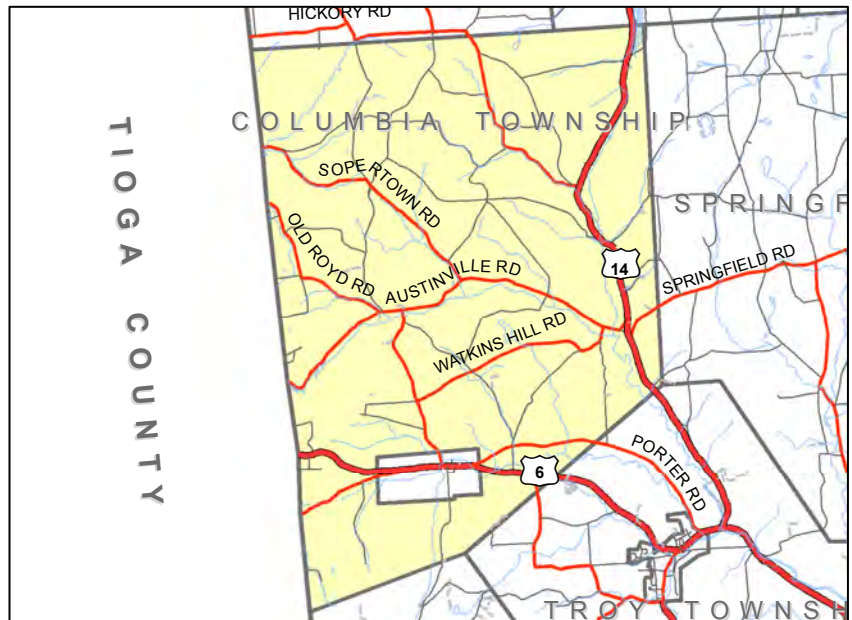 HICKORY RD
COLUMBIA TOWNSHIP
TIOGA COUNTY
SOPERTOWN RD
SPRINGF
OLD ROYD RD
AUSTINVILLE RD
14
SPRINGFIELD RD
WATKINS HILL RD
PORTER RD
6
TROY TOWNSH